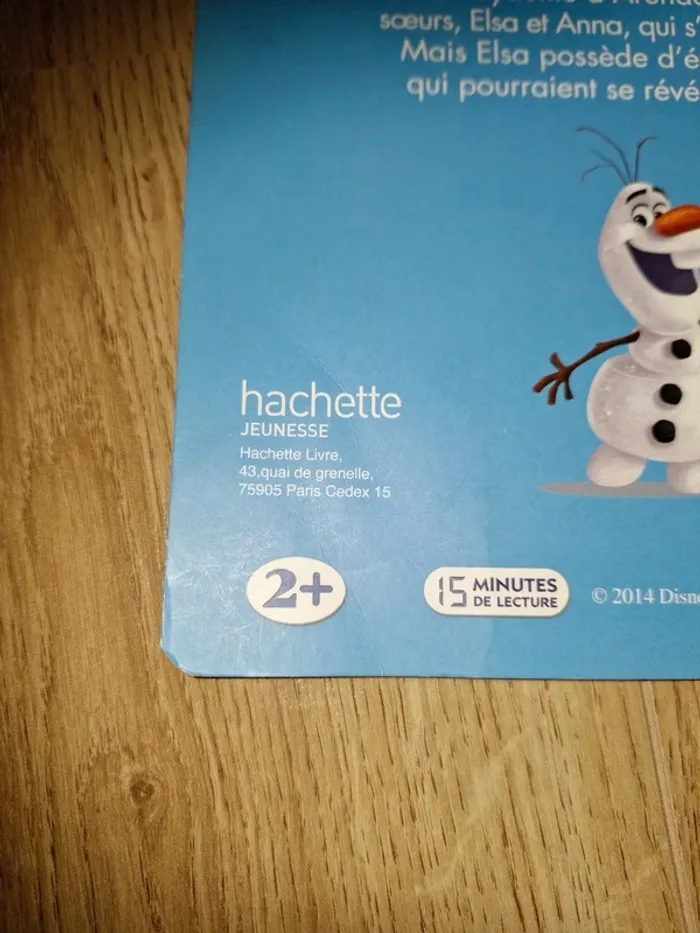 sœurs, Elsa et Anna, qui
Mais Elsa possède
qui pourraient se
hachette
JEUNESSE
Hachette Livre,
43,quai de grenelle,
75905 Paris Cedex 15
2+
15 MINUTES
DE LECTURE
© 2014